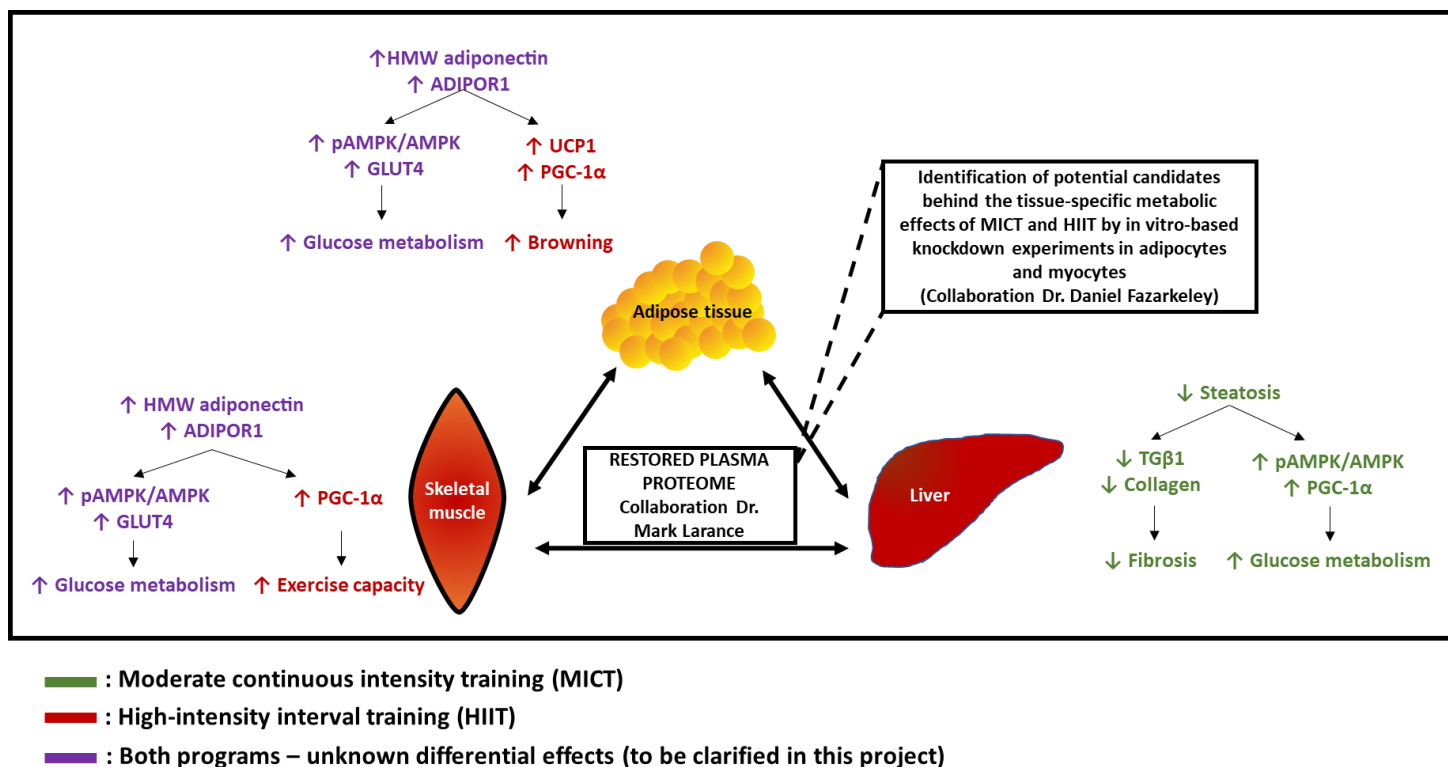 ↑HMW adiponectin
↑ ADIPOR1
↑ pAMPK/AMPK
↑ GLUT4
↑ Glucose metabolism
↑ UCP1
↑ PGC-1α
↑ Browning
Identification of potential candidates
behind the tissue-specific metabolic
effects of MICT and HIIT by in vitro-based
knockdown experiments in adipocytes
and myocytes
(Collaboration Dr. Daniel Fazarkeley)
Adipose tissue
↑ HMW adiponectin
↑ ADIPOR1
↑ pAMPK/AMPK
↑ GLUT4
↑ Glucose metabolism
↑ PGC-1α
↑ Exercise capacity
Skeletal
muscle
RESTORED PLASMA
PROTEOME
Collaboration Dr.
Mark Larance
Liver
↓ Steatosis
↓ TGβ1
↓ Collagen
↓ Fibrosis
↑ pAMPK/AMPK
↑ PGC-1α
↑ Glucose metabolism
: Moderate continuous intensity training (MICT)
: High-intensity interval training (HIIT)
: Both programs – unknown differential effects (to be clarified in this project)